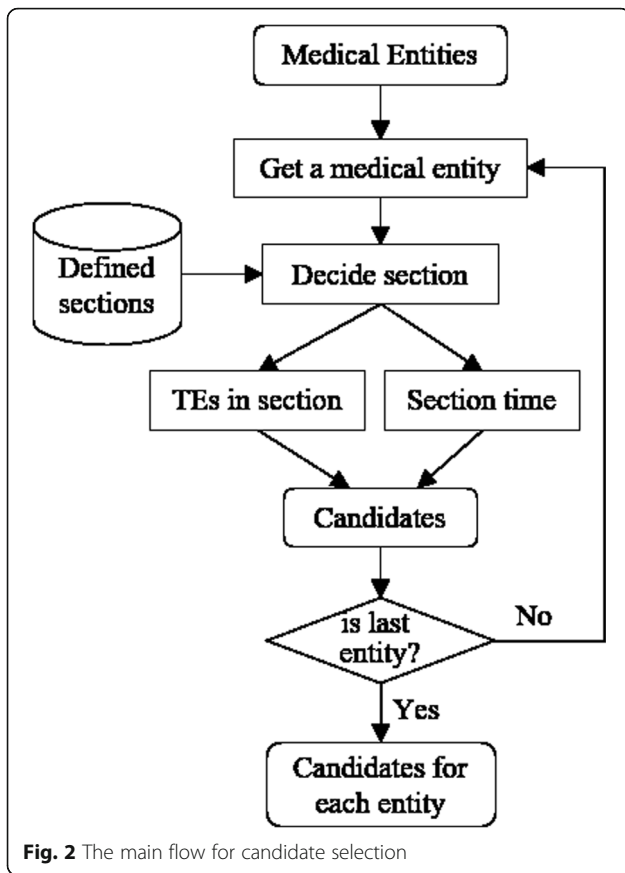 Medical Entities
Get a medical entity
Defined
sections
Decide section
TEs in section
Section time
Candidates
is last
entity?
No
Yes
Candidates for
each entity
Fig. 2 The main flow for candidate selection